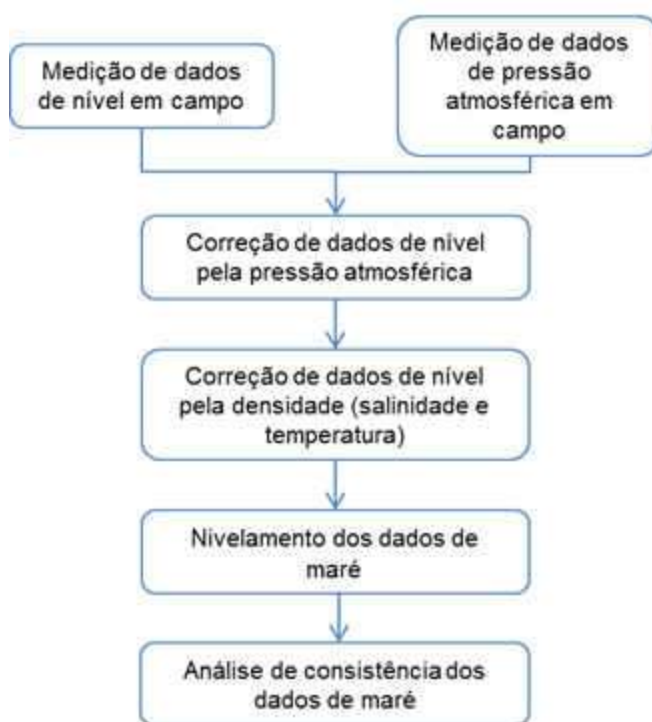 Medição de dados
de nível em campo
Medição de dados
de pressão
atmosférica em
campo
Correção de dados de nível
pela pressão atmosférica
Correção de dados de nível
pela densidade (salinidade e
temperatura)
Nivelamento dos dados de
maré
Análise de consistência dos
dados de maré